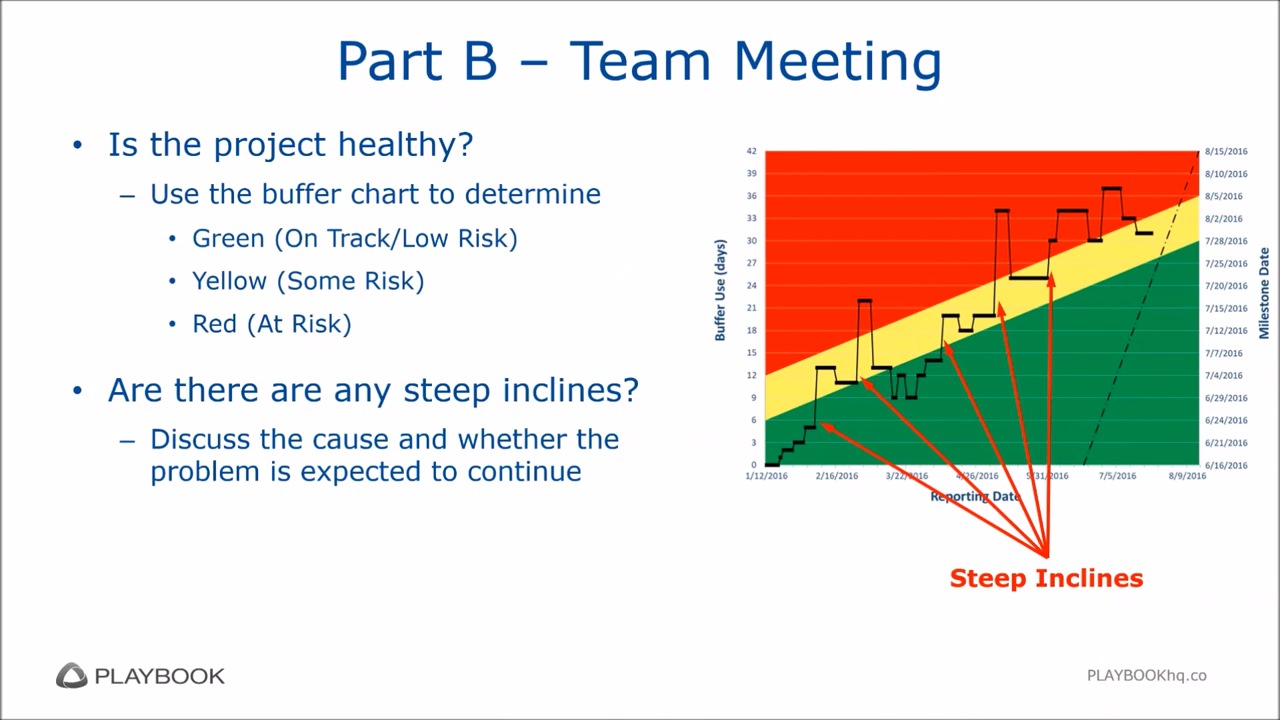 Part B – Team Meeting
• Is the project healthy?
– Use the buffer chart to determine
• Green (On Track/Low Risk)
• Yellow (Some Risk)
• Red (At Risk)
• Are there are any steep inclines?
– Discuss the cause and whether the
problem is expected to continue
Buffer Use (days)
42
39
36
33
30
27
24
21
18
15
12
9
6
3
0
8/15/2016
8/10/2016
8/5/2016
8/2/2016
7/28/2016
7/25/2016
7/20/2016
7/15/2016
7/12/2016
7/7/2016
7/4/2016
6/29/2016
6/24/2016
6/21/2016
6/16/2016
Milestone Date
1/12/2016 2/16/2016 3/22/2016 4/26/2016 5/31/2016 7/5/2016 8/9/2016
Reporting Date
Steep Inclines
PLAYBOOK
PLAYBOOKhq.co